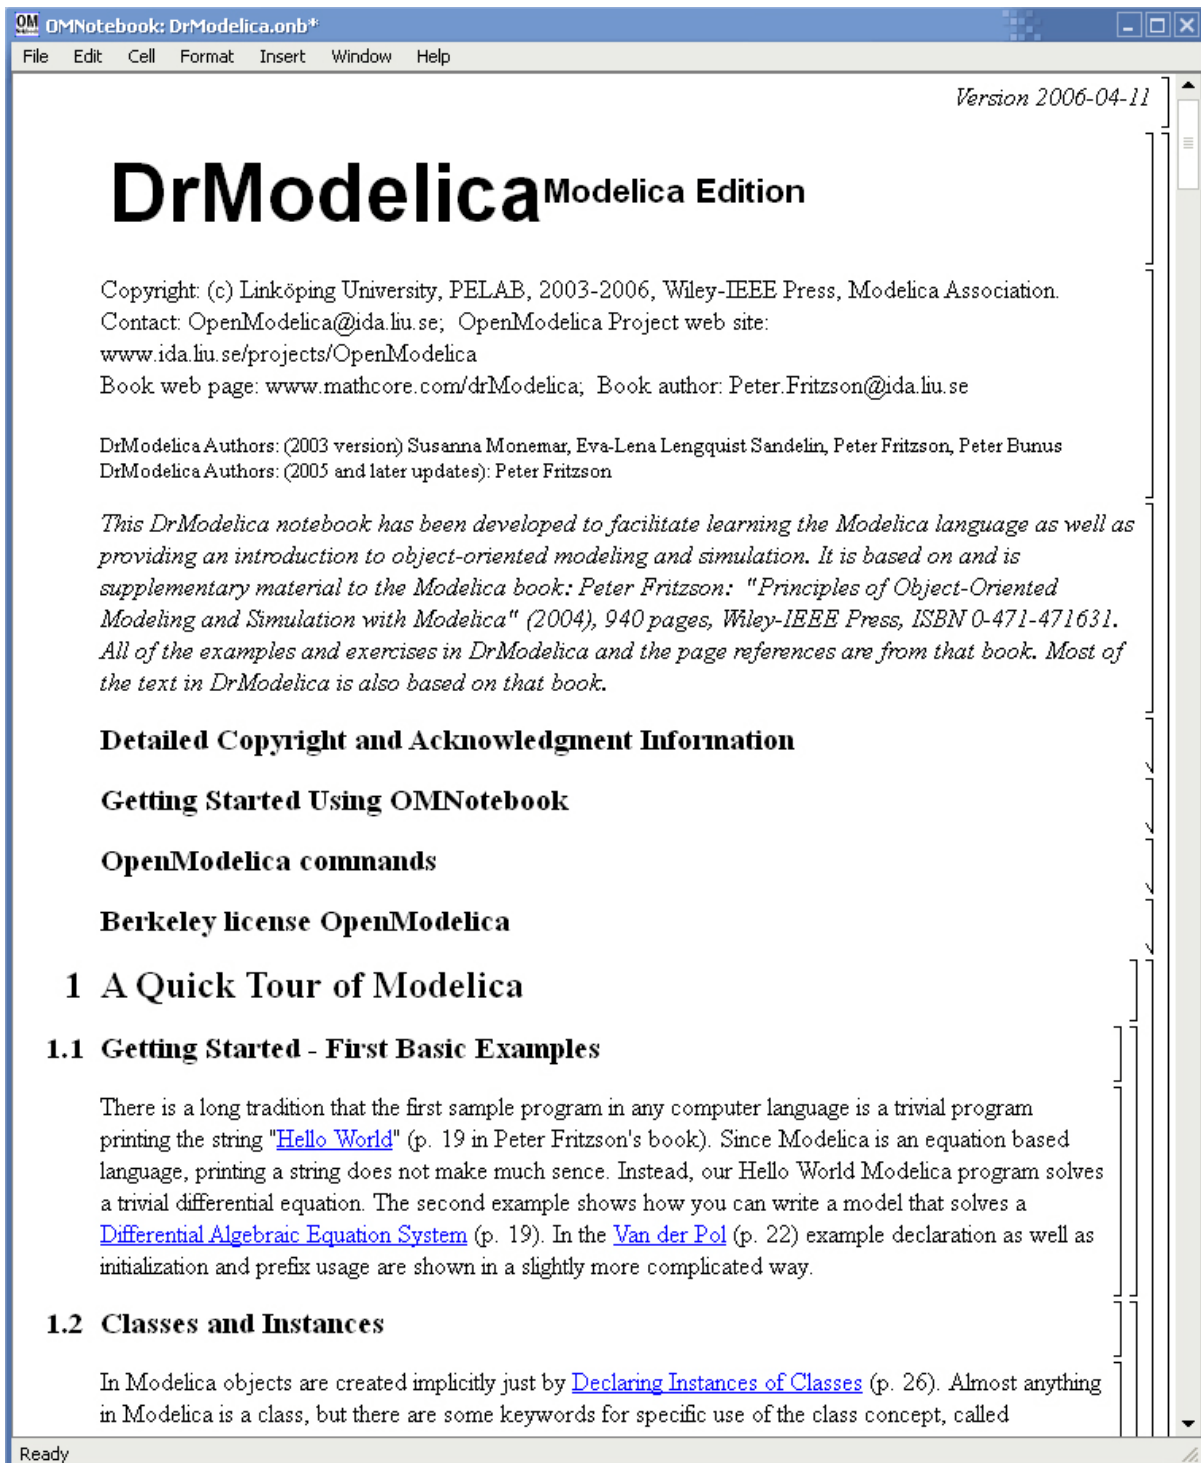 OMNotebook: DrModelica.onb*
File Edit Cell Format Insert Window Help
Version 2006-04-11
DrModelica Modelica Edition
Copyright: (c) Linköping University, PELAB, 2003-2006, Wiley-IEEE Press, Modelica Association.
Contact: OpenModelica@ida.liu.se; OpenModelica Project web site:
www.ida.liu.se/projects/OpenModelica
Book web page: www.mathcore.com/drModelica; Book author: Peter.Fritzson@ida.liu.se
DrModelica Authors: (2003 version) Susanna Monemar, Eva-Lena Lengquist Sandelin, Peter Fritzson, Peter Bunus
DrModelica Authors: (2005 and later updates): Peter Fritzson
This DrModelica notebook has been developed to facilitate learning the Modelica language as well as
providing an introduction to object-oriented modeling and simulation. It is based on and is
supplementary material to the Modelica book: Peter Fritzson: "Principles of Object-Oriented
Modeling and Simulation with Modelica" (2004), 940 pages, Wiley-IEEE Press, ISBN 0-471-471631.
All of the examples and exercises in DrModelica and the page references are from that book. Most of
the text in DrModelica is also based on that book.
Detailed Copyright and Acknowledgment Information
Getting Started Using OMNotebook
OpenModelica commands
Berkeley license OpenModelica
1 A Quick Tour of Modelica
1.1 Getting Started - First Basic Examples
There is a long tradition that the first sample program in any computer language is a trivial program
printing the string "Hello World" (p. 19 in Peter Fritzson's book). Since Modelica is an equation based
language, printing a string does not make much sence. Instead, our Hello World Modelica program solves
a trivial differential equation. The second example shows how you can write a model that solves a
Differential Algebraic Equation System (p. 19). In the Van der Pol (p. 22) example declaration as well as
initialization and prefix usage are shown in a slightly more complicated way.
1.2 Classes and Instances
In Modelica objects are created implicitly just by Declaring Instances of Classes (p. 26). Almost anything
in Modelica is a class, but there are some keywords for specific use of the class concept, called
Ready